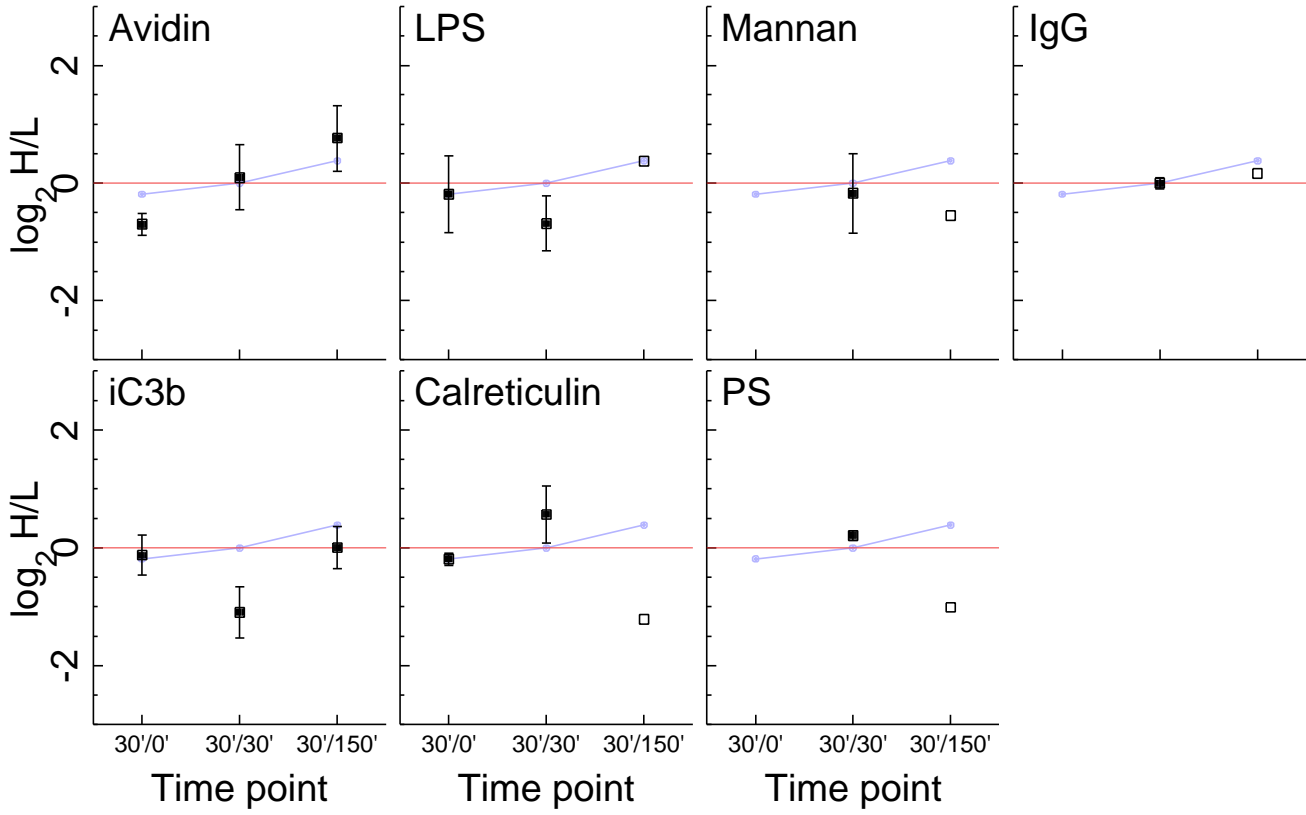 Avidin LPS Mannan IgG
log2 H/L
2
0
-2
iC3b Calreticulin PS
log2 H/L
2
0
-2
30'/0' 30'/30' 30'/150' 30'/0' 30'/30' 30'/150' 30'/0' 30'/30' 30'/150'
Time point Time point Time point